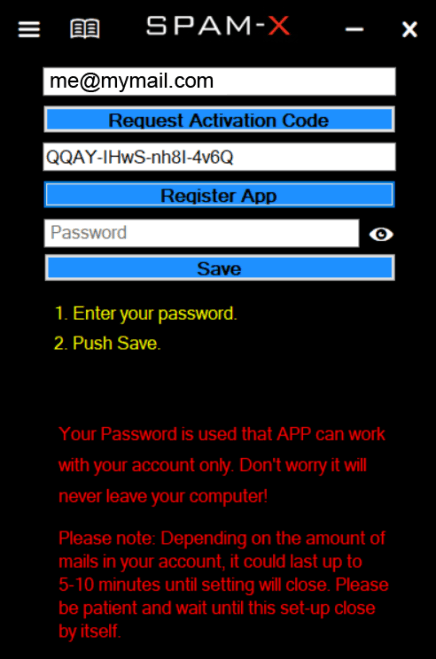 SPAM-X
me@mymail.com
Request Activation Code
QQAY-IHwS-nh8I-4v6Q
Register App
Password
Save
1. Enter your password.
2. Push Save.
Your Password is used that APP can work
with your account only. Don't worry it will
never leave your computer!
Please note: Depending on the amount of
mails in your account, it could last up to
5-10 minutes until setting will close. Please
be patient and wait until this set-up close
by itself.